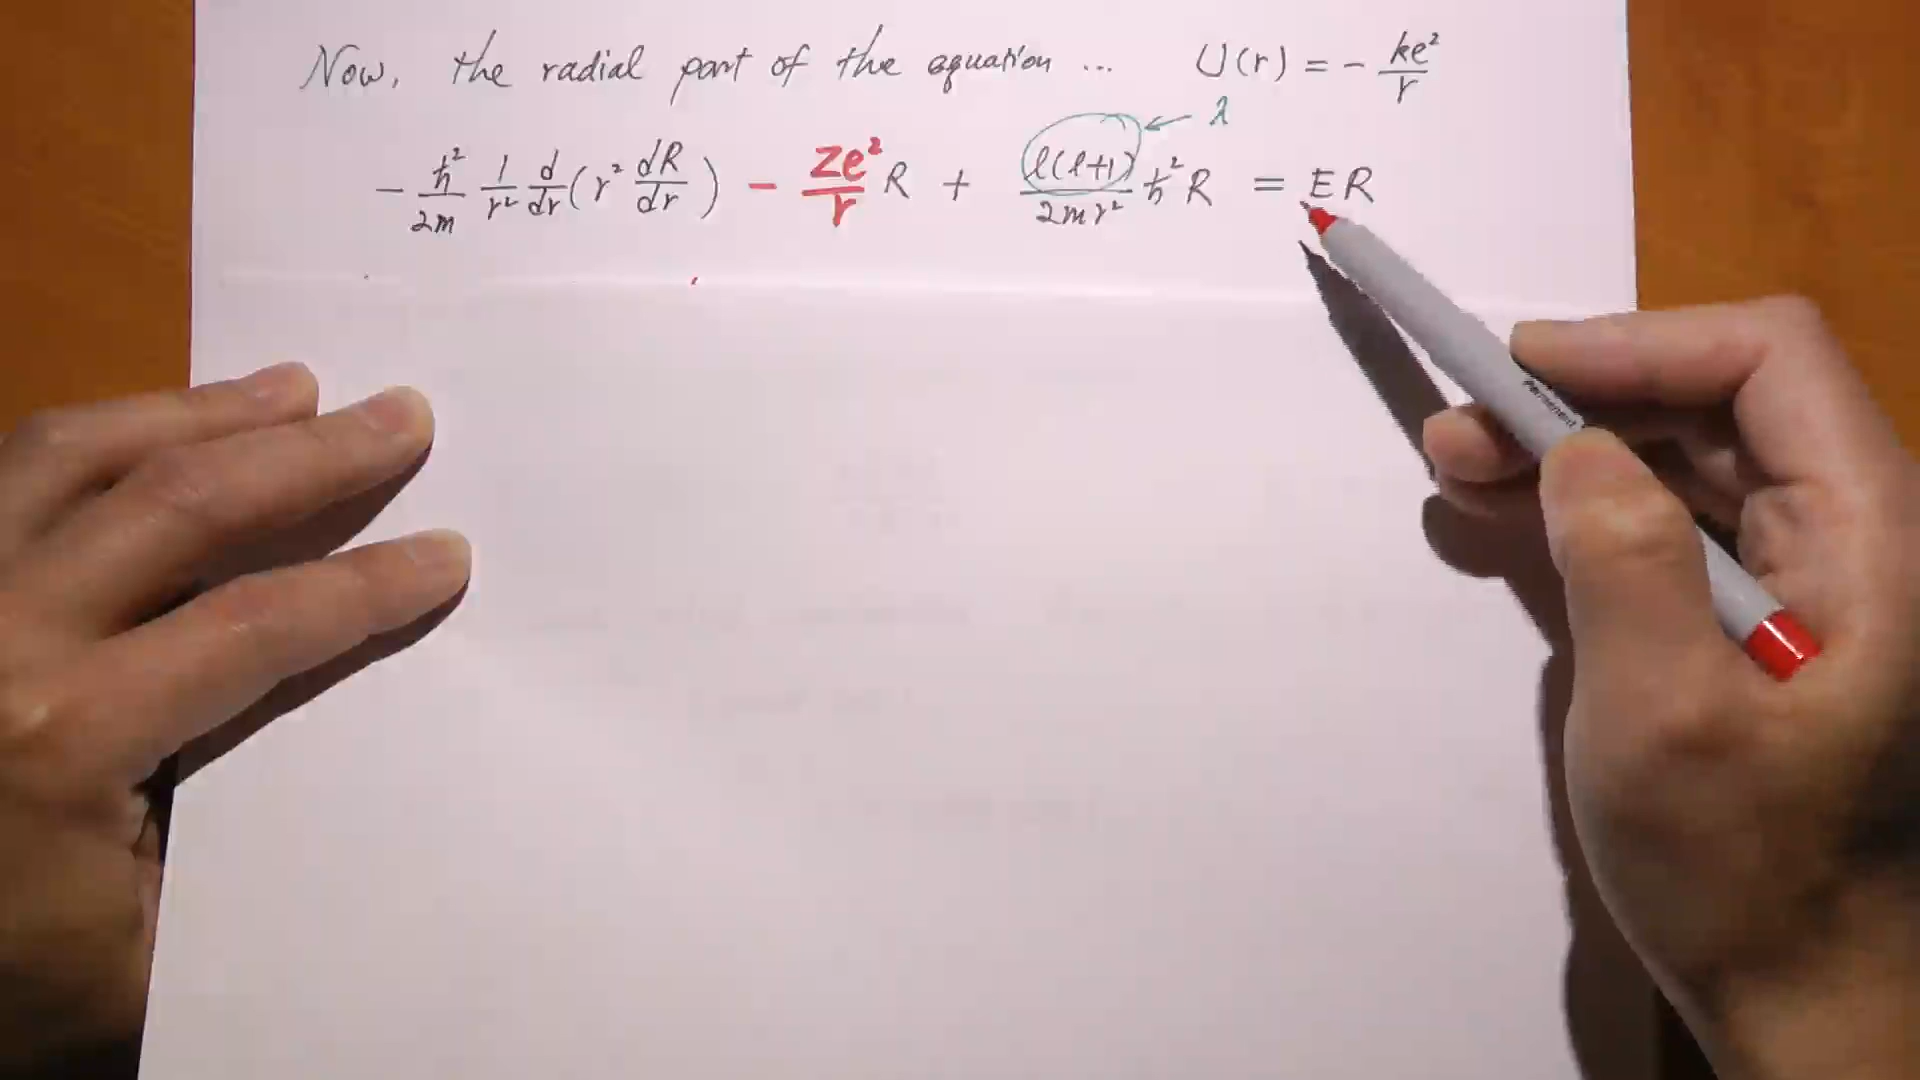 Now, the radial part of the equation ... U(r) = - ke²/r
λ
- ħ²/2m 1/r² d/dr (r² dR/dr) - Ze²/r R + l(l+1)/2mr² ħ² R = ER
Permanent